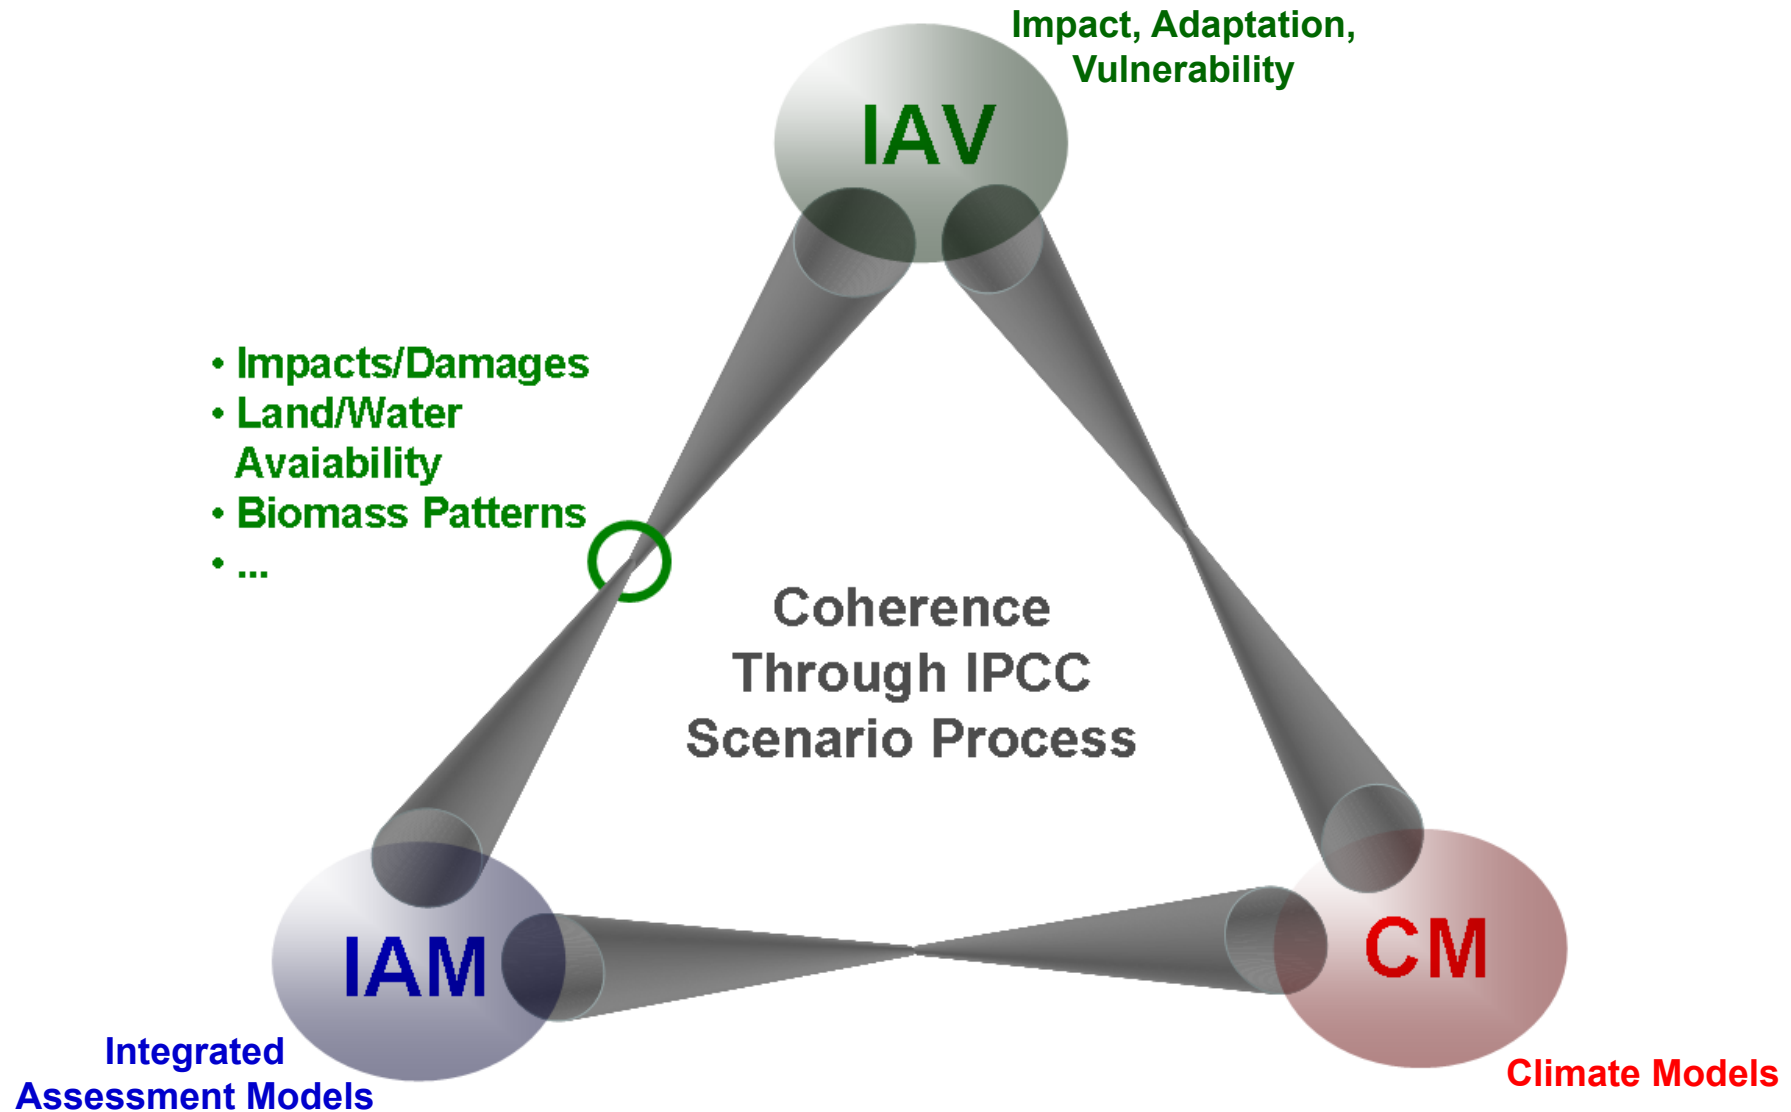 Impact, Adaptation,
Vulnerability
IAV
• Impacts/Damages
• Land/Water
Avaiability
• Biomass Patterns
• ...
Coherence
Through IPCC
Scenario Process
IAM
CM
Integrated
Assessment Models
Climate Models